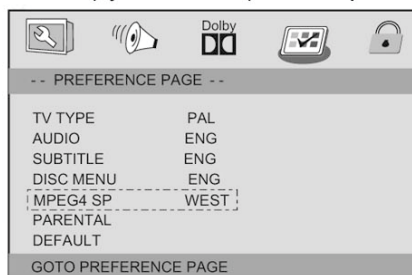 Dolby
-- PREFERENCE PAGE --
TV TYPE PAL
AUDIO ENG
SUBTITLE ENG
DISC MENU ENG
MPEG4 SP WEST
PARENTAL
DEFAULT
GOTO PREFERENCE PAGE